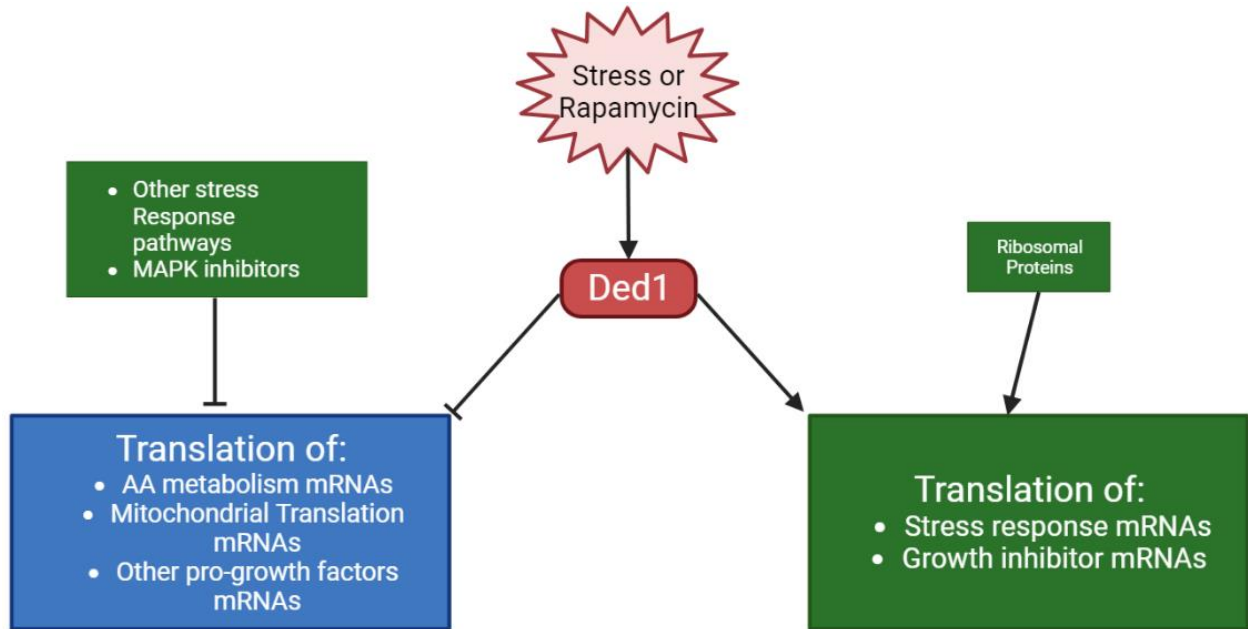 Stress or
Rapamycin
• Other stress
Response
pathways
• MAPK inhibitors
Ded1
Ribosomal
Proteins
Translation of:
• AA metabolism mRNAs
• Mitochondrial Translation
mRNAs
• Other pro-growth factors
mRNAs
Translation of:
• Stress response mRNAs
• Growth inhibitor mRNAs